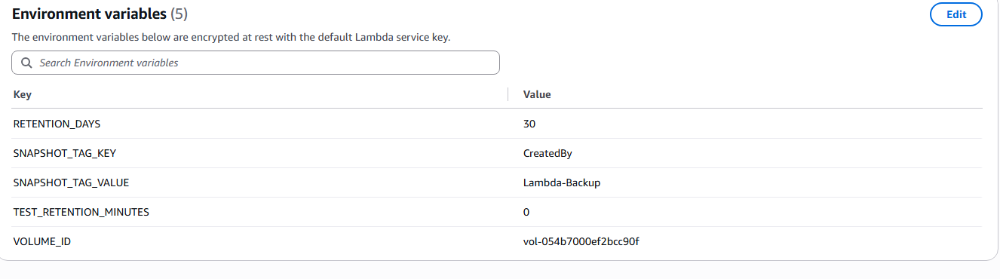 Environment variables (5)
Edit
The environment variables below are encrypted at rest with the default Lambda service key.
Search Environment variables
Key Value
RETENTION_DAYS 30
SNAPSHOT_TAG_KEY CreatedBy
SNAPSHOT_TAG_VALUE Lambda-Backup
TEST_RETENTION_MINUTES 0
VOLUME_ID vol-054b7000ef2bcc90f